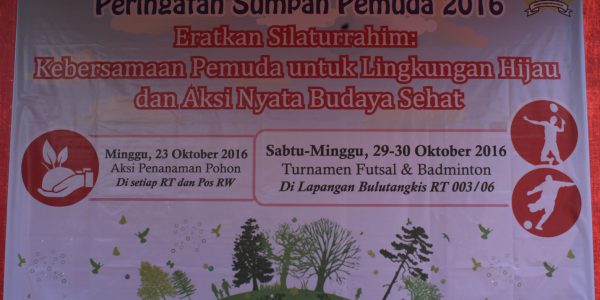 Peringatan Sumpah Pemuda 2016
Eratkan Silaturrahim:
Kebersamaan Pemuda untuk Lingkungan Hijau
dan Aksi Nyata Budaya Sehat
Minggu, 23 Oktober 2016
Aksi Penanaman Pohon
Di setiap RT dan Pos RW
Sabtu-Minggu, 29-30 Oktober 2016
Turnamen Futsal & Badminton
Di Lapangan Bulutangkis RT 003/06